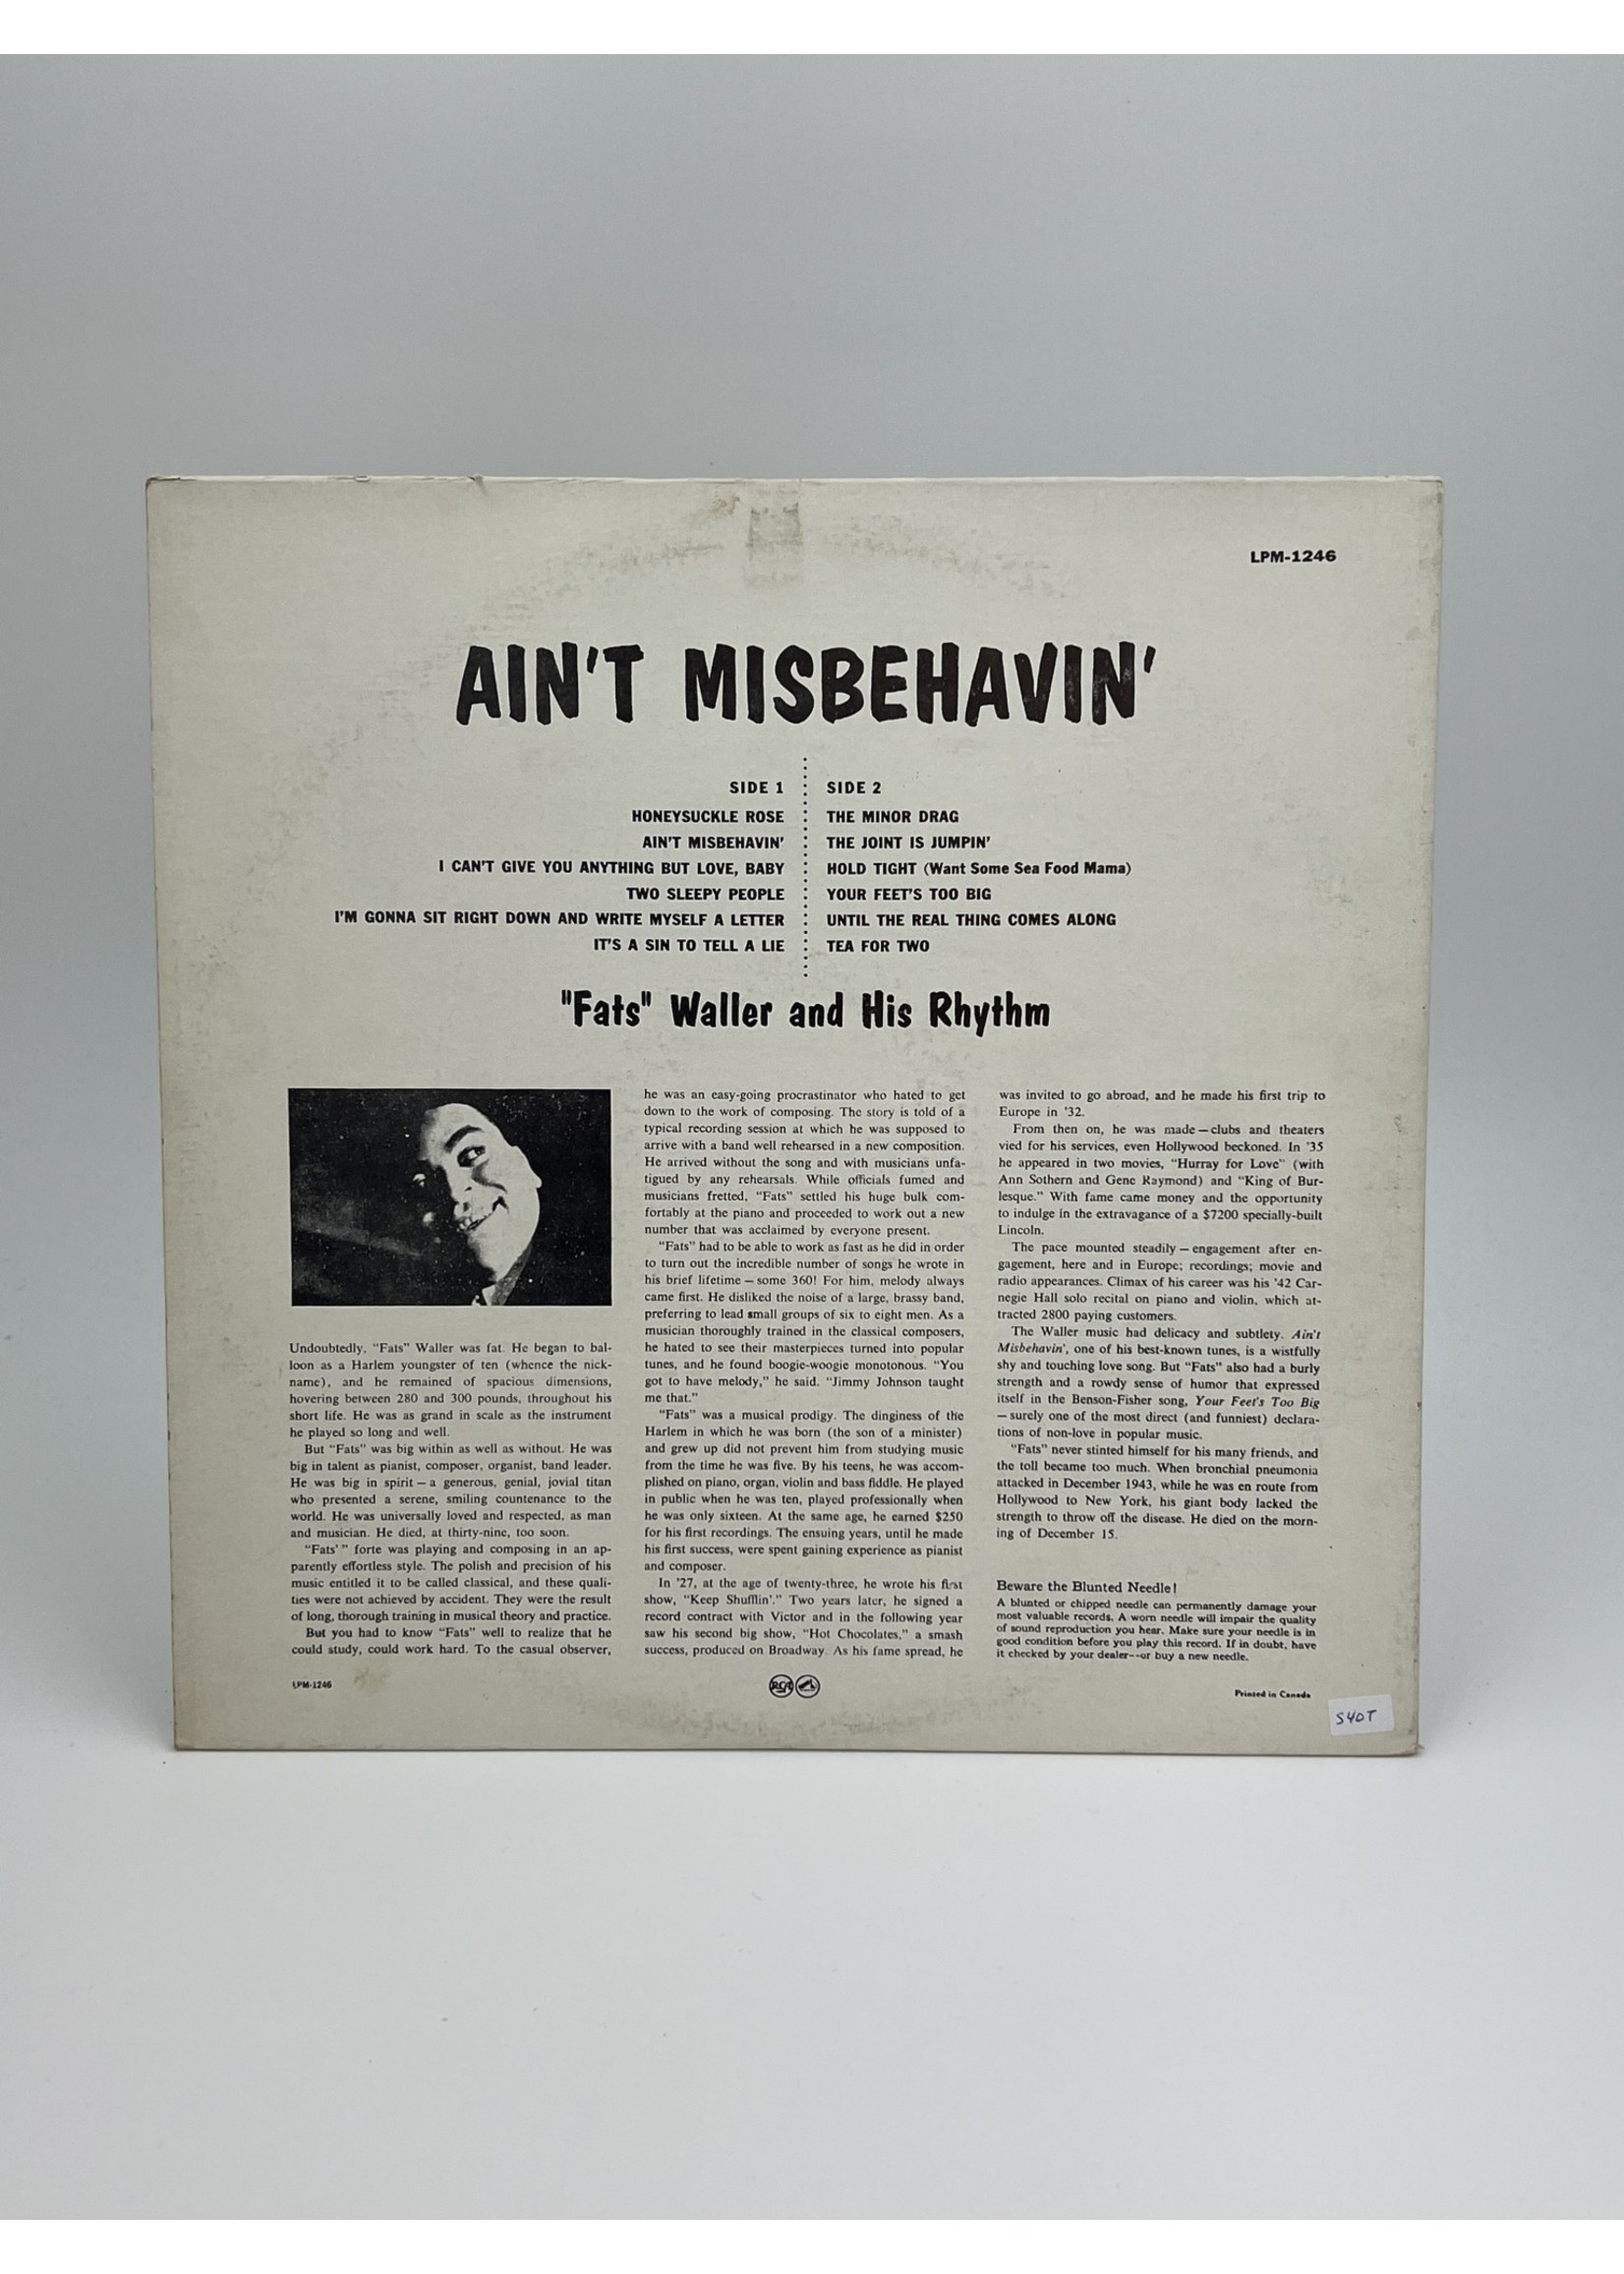 LPM-1246
AIN'T MISBEHAVIN'
SIDE 1
HONEYSUCKLE ROSE
AIN'T MISBEHAVIN'
I CAN'T GIVE YOU ANYTHING BUT LOVE, BABY
TWO SLEEPY PEOPLE
I'M GONNA SIT RIGHT DOWN AND WRITE MYSELF A LETTER
IT'S A SIN TO TELL A LIE
SIDE 2
THE MINOR DRAG
THE JOINT IS JUMPIN'
HOLD TIGHT (Want Some Sea Food Mama)
YOUR FEET'S TOO BIG
UNTIL THE REAL THING COMES ALONG
TEA FOR TWO
"Fats" Waller and His Rhythm
Undoubtedly, "Fats" Waller was fat. He began to bal-
loon as a Harlem youngster of ten (whence the nick-
name), and he remained of spacious dimensions,
hovering between 280 and 300 pounds, throughout his
short life. He was as grand in scale as the instrument
he played so long and well.
But "Fats" was big within as well as without. He was
big in talent as pianist, composer, organist, band leader.
He was big in spirit — a generous, genial, jovial titan
who presented a serene, smiling countenance to the
world. He was universally loved and respected, as man
and musician. He died, at thirty-nine, too soon.
"Fats'" forte was playing and composing in an ap-
parently effortless style. The polish and precision of his
music entitled it to be called classical, and these quali-
ties were not achieved by accident. They were the result
of long, thorough training in musical theory and practice.
But you had to know "Fats" well to realize that he
could study, could work hard. To the casual observer,
he was an easy-going procrastinator who hated to get
down to the work of composing. The story is told of a
typical recording session at which he was supposed to
arrive with a band well rehearsed in a new composition.
He arrived without the song and with musicians unfa-
tigued by any rehearsals. While officials fumed and
musicians fretted, "Fats" settled his huge bulk com-
fortably at the piano and proceeded to work out a new
number that was acclaimed by everyone present.
"Fats" had to be able to work as fast as he did in order
to turn out the incredible number of songs he wrote in
his brief lifetime — some 360! For him, melody always
came first. He disliked the noise of a large, brassy band,
preferring to lead small groups of six to eight men. As a
musician thoroughly trained in the classical composers,
he hated to see their masterpieces turned into popular
tunes, and he found boogie-woogie monotonous. "You
got to have melody," he said. "Jimmy Johnson taught
me that."
"Fats" was a musical prodigy. The dinginess of the
Harlem in which he was born (the son of a minister)
and grew up did not prevent him from studying music
from the time he was five. By his teens, he was accom-
plished on piano, organ, violin and bass fiddle. He played
in public when he was ten, played professionally when
he was only sixteen. At the same age, he earned $250
for his first recordings. The ensuing years, until he made
his first success, were spent gaining experience as pianist
and composer.
In '27, at the age of twenty-three, he wrote his first
show, "Keep Shufflin'." Two years later, he signed a
record contract with Victor and in the following year
saw his second big show, "Hot Chocolates," a smash
success, produced on Broadway. As his fame spread, he
was invited to go abroad, and he made his first trip to
Europe in '32.
From then on, he was made — clubs and theaters
vied for his services, even Hollywood beckoned. In '35
he appeared in two movies, "Hurray for Love" (with
Ann Sothern and Gene Raymond) and "King of Bur-
lesque." With fame came money and the opportunity
to indulge in the extravagance of a $7200 specially-built
Lincoln.
The pace mounted steadily — engagement after en-
gagement, here and in Europe; recordings; movie and
radio appearances. Climax of his career was his '42 Car-
negie Hall solo recital on piano and violin, which at-
tracted 2800 paying customers.
The Waller music had delicacy and subtlety. Ain't
Misbehavin', one of his best-known tunes, is a wistfully
shy and touching love song. But "Fats" also had a burly
strength and a rowdy sense of humor that expressed
itself in the Benson-Fisher song, Your Feet's Too Big
— surely one of the most direct (and funniest) declara-
tions of non-love in popular music.
"Fats" never stinted himself for his many friends, and
the toll became too much. When bronchial pneumonia
attacked in December 1943, while he was en route from
Hollywood to New York, his giant body lacked the
strength to throw off the disease. He died on the morn-
ing of December 15.
Beware the Blunted Needle!
A blunted or chipped needle can permanently damage your
most valuable records. A worn needle will impair the quality
of sound reproduction you hear. Make sure your needle is in
good condition before you play this record. If in doubt, have
it checked by your dealer--or buy a new needle.
LPM-1246
RCA
Printed in Canada
S40T